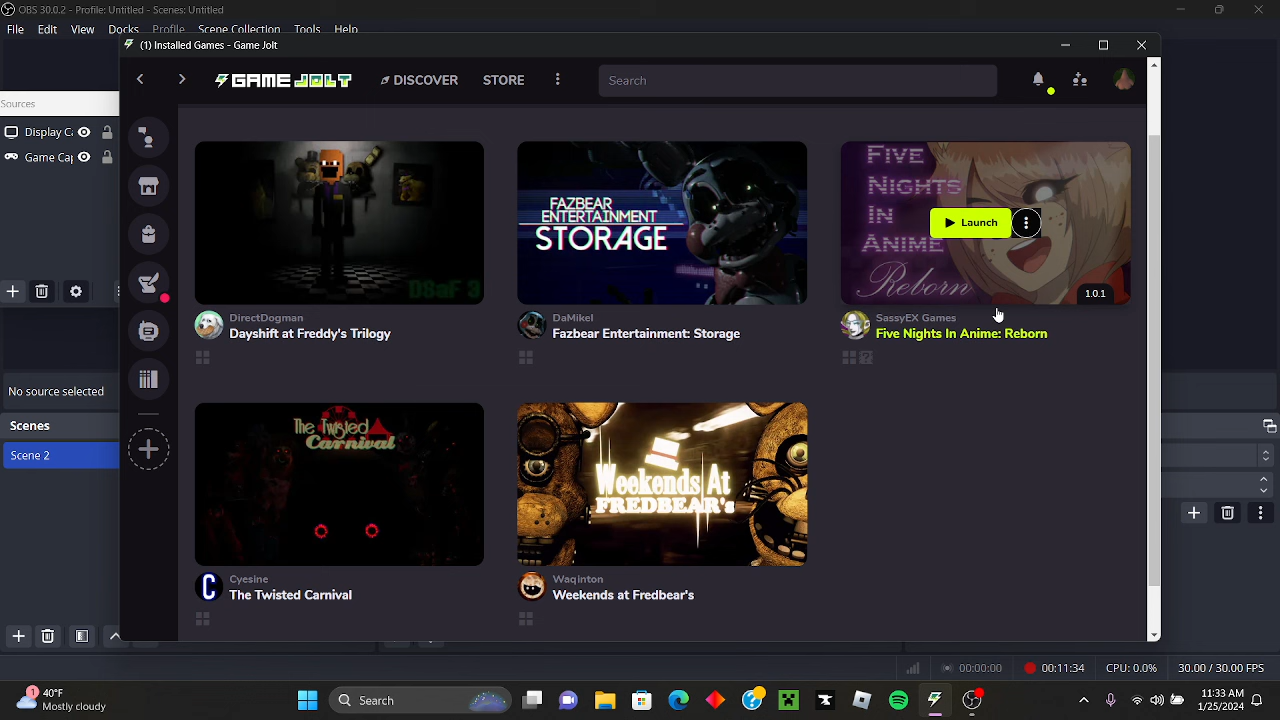 OBS 30.0.2 - Profile: Untitled - Scenes: Untitled
File Edit View Docks Profile Scene Collection Tools Help
(1) Installed Games - Game Jolt
GAME JOLT
DISCOVER
STORE
Search
Sources
Display Ca
Game Cap
FAZBEAR
ENTERTAINMENT
STORAGE
DSaF 3
FIVE
NIGHTS
IN
ANIME
Reborn
Launch
1.0.1
DirectDogman
Dayshift at Freddy's Trilogy
DaMikel
Fazbear Entertainment: Storage
SassyEX Games
Five Nights In Anime: Reborn
No source selected
Scenes
Scene 2
The Twisted
Carnival
Weekends At
FREDBEAR's
Cyesine
The Twisted Carnival
Waqinton
Weekends at Fredbear's
00:00:00
00:11:34
CPU: 0.0%
30.00 / 30.00 FPS
1
40°F
Mostly cloudy
Search
1/25/2024